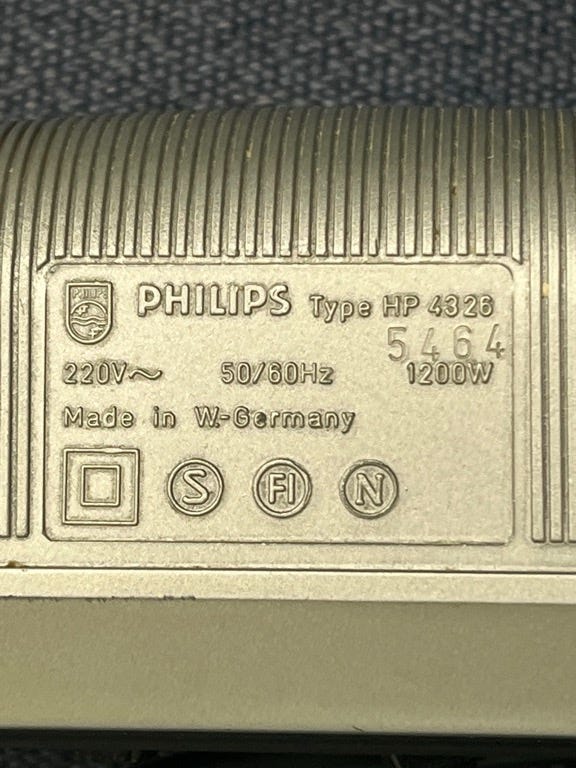 PHILIPS Type HP 4326
5464
220V~ 50/60Hz 1200W
Made in W.-Germany
S FI N